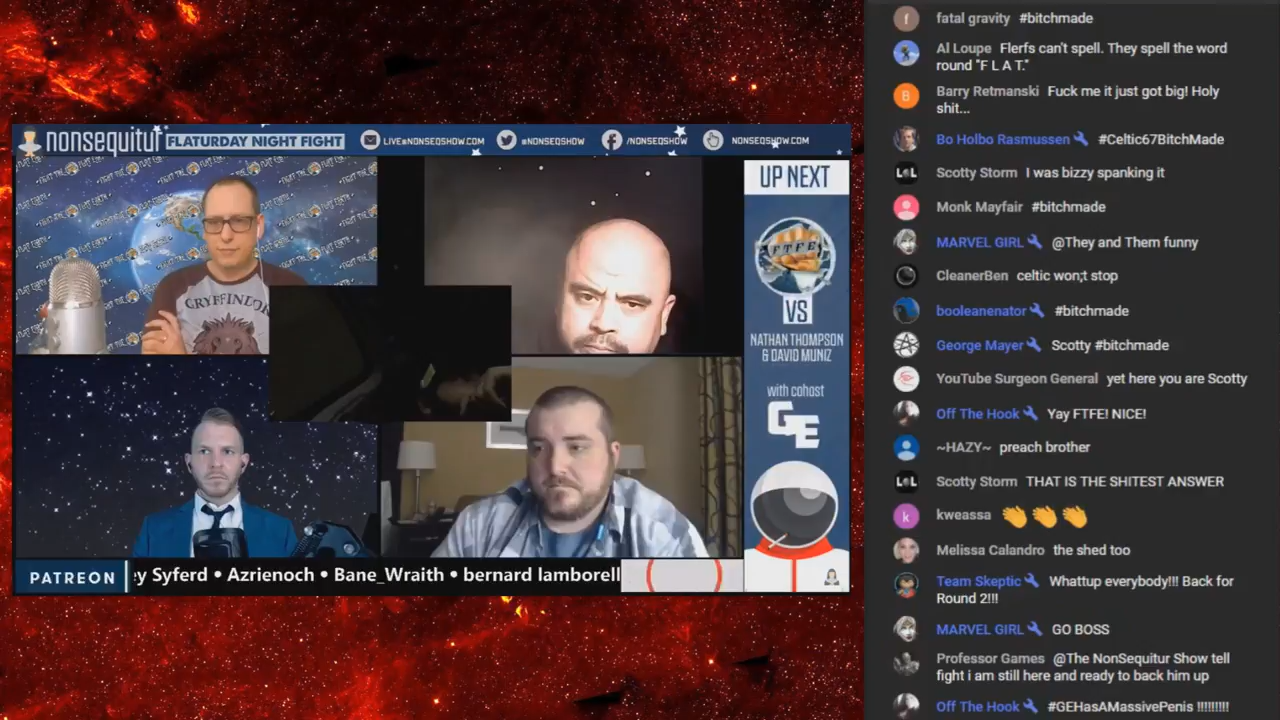 nonsequitur FLATURDAY NIGHT FIGHT LIVE@NONSEQSHOW.COM @NONSEQSHOW /NONSEQSHOW NONSEQSHOW.COM
GRYFFINDOR
UP NEXT
FTFE
VS
NATHAN THOMPSON
& DAVID MUNIZ
with cohost
GE
PATREON ey Syferd • Azrienoch • Bane_Wraith • bernard lamborell
fatal gravity #bitchmade
Al Loupe Flerfs can't spell. They spell the word
round "F L A T."
Barry Retmanski Fuck me it just got big! Holy
shit...
Bo Holbo Rasmussen #Celtic67BitchMade
LOL Scotty Storm I was bizzy spanking it
Monk Mayfair #bitchmade
MARVEL GIRL @They and Them funny
CleanerBen celtic won;t stop
booleanenator #bitchmade
George Mayer Scotty #bitchmade
YouTube Surgeon General yet here you are Scotty
Off The Hook Yay FTFE! NICE!
~HAZY~ preach brother
LOL Scotty Storm THAT IS THE SHITEST ANSWER
k kweassa 👏👏👏
Melissa Calandro the shed too
Team Skeptic Whattup everybody!!! Back for
Round 2!!!
MARVEL GIRL GO BOSS
Professor Games @The NonSequitur Show tell
fight i am still here and ready to back him up
Off The Hook #GEHasAMassivePenis !!!!!!!!!